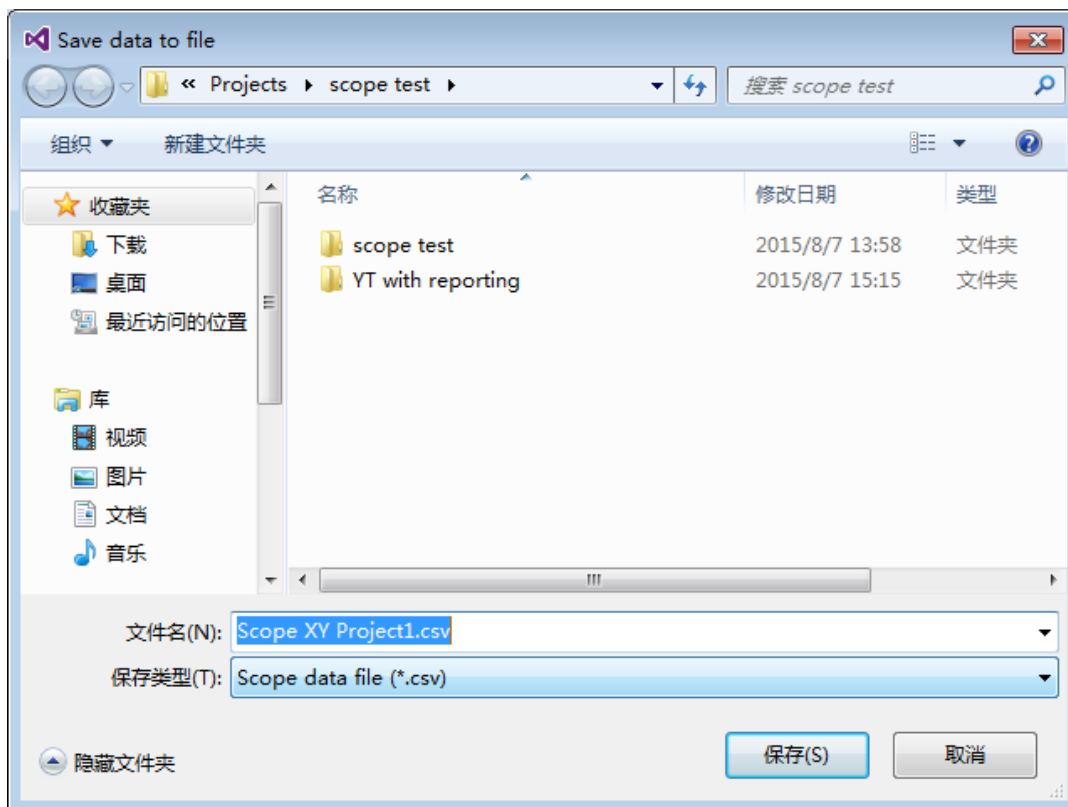 Save data to file
« Projects scope test
搜索 scope test
组织 新建文件夹
收藏夹
下载
桌面
最近访问的位置
库
视频
图片
文档
音乐
名称 修改日期 类型
scope test 2015/8/7 13:58 文件夹
YT with reporting 2015/8/7 15:15 文件夹
文件名(N): Scope XY Project1.csv
保存类型(T): Scope data file (*.csv)
隐藏文件夹
保存(S) 取消